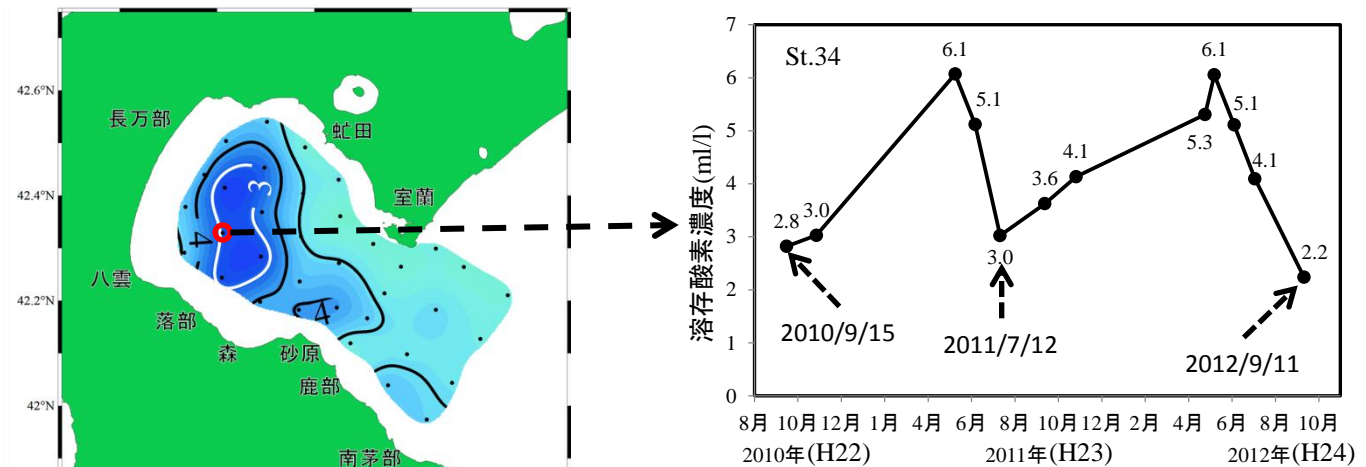 42.6°N
42.4°N
42.2°N
42°N
長万部
虻田
室蘭
八雲
落部
森
砂原
鹿部
南茅部
3
4
4
St.34
溶存酸素濃度(ml/l)
7
6
5
4
3
2
1
0
2.8
3.0
6.1
5.1
3.0
3.6
4.1
5.3
6.1
5.1
4.1
2.2
2010/9/15
2011/7/12
2012/9/11
8月 10月 12月 1月 4月 6月 8月 10月 12月 2月 4月 6月 8月 10月
2010年(H22) 2011年(H23) 2012年(H24)